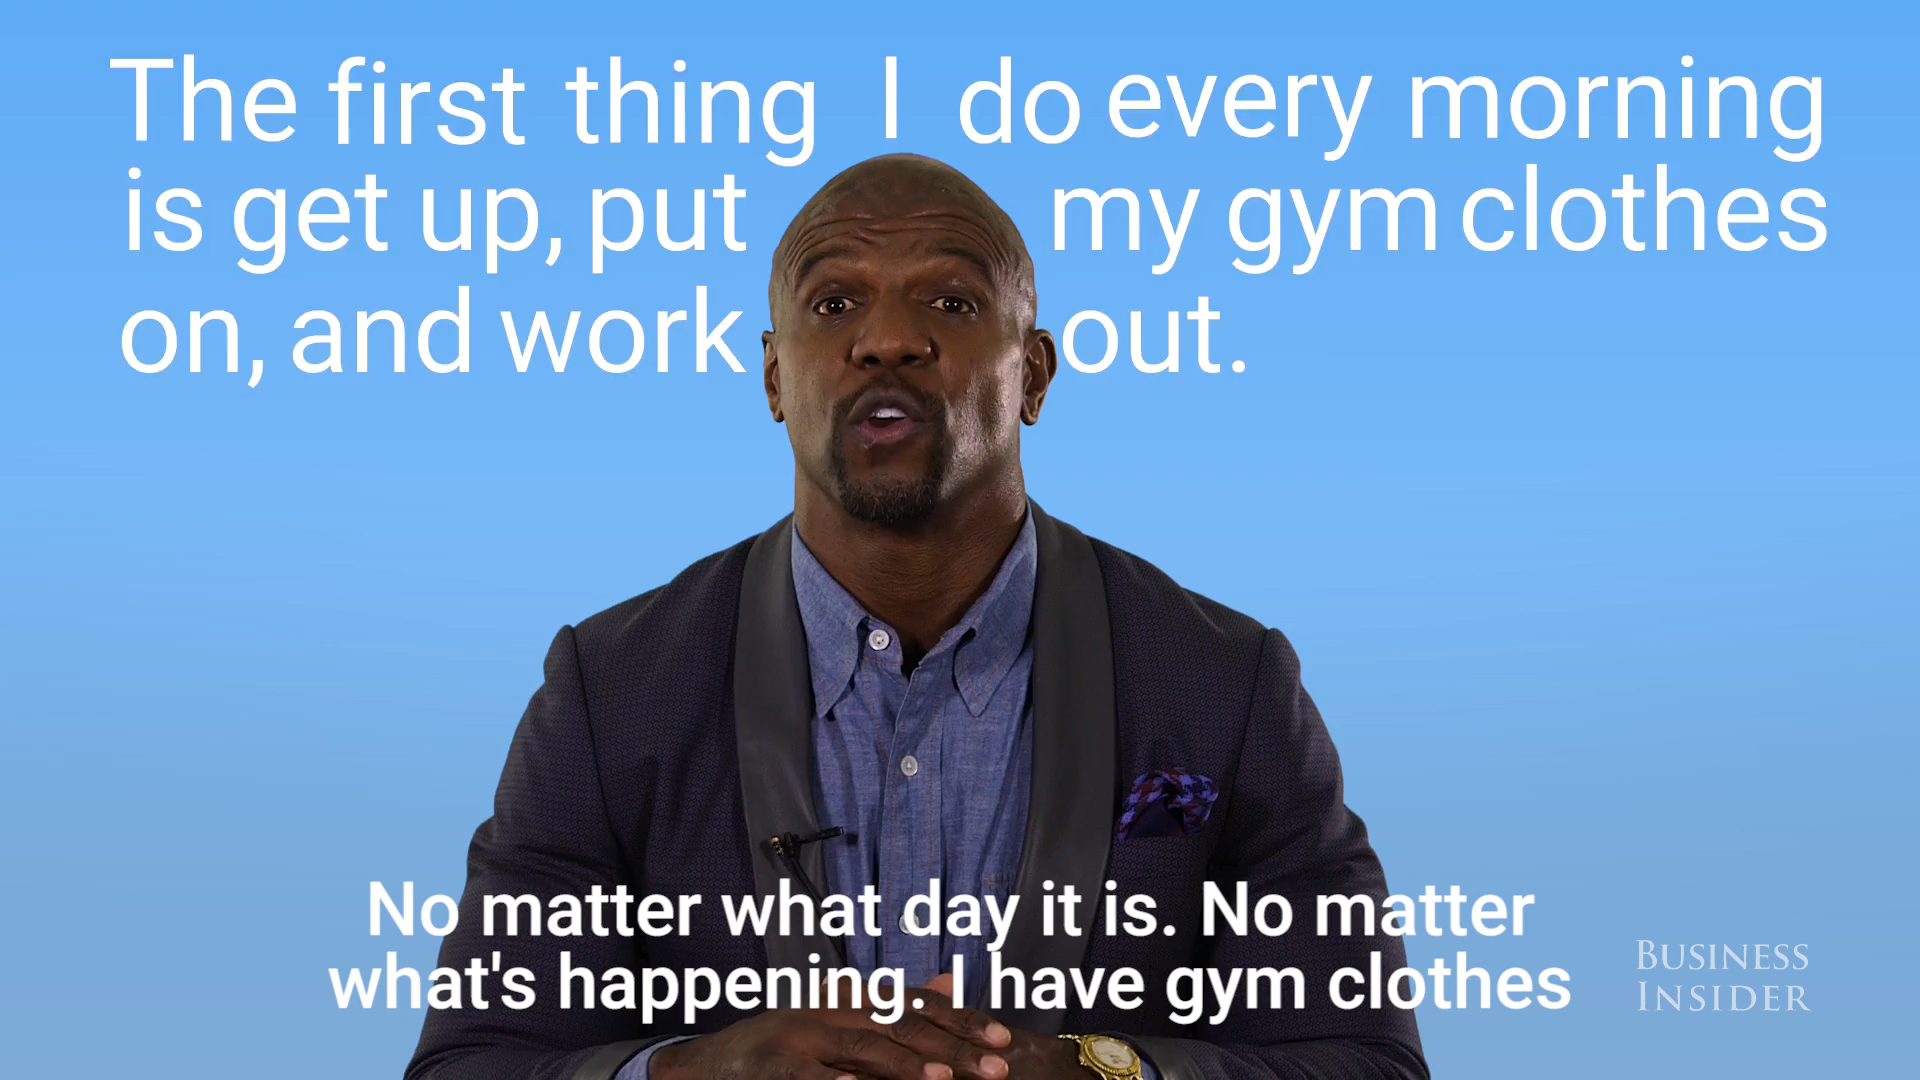 The first thing I do every morning
is get up, put my gym clothes
on, and work out.
No matter what day it is. No matter
what's happening. I have gym clothes
BUSINESS
INSIDER